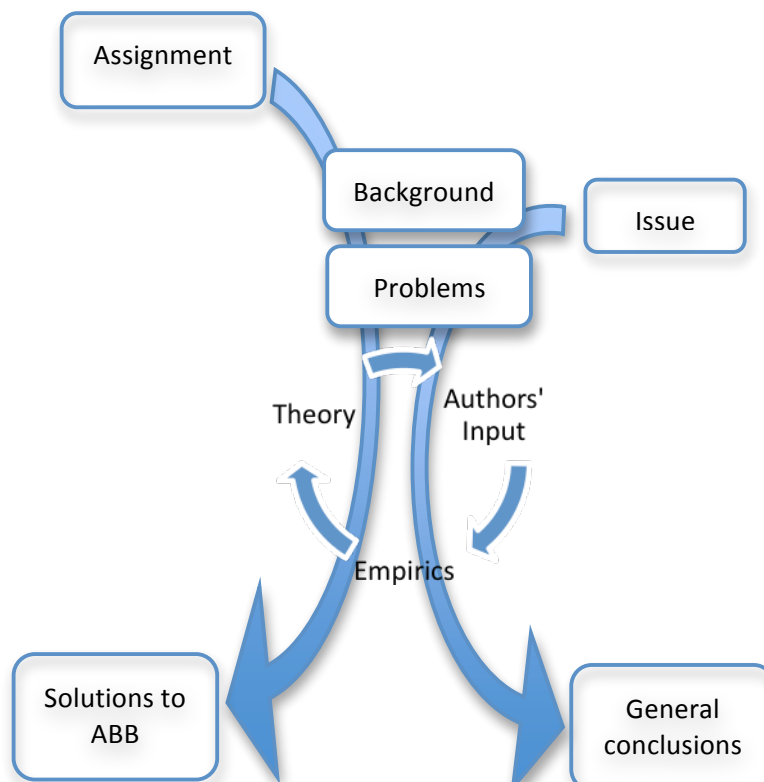 Assignment
Background
Issue
Problems
Theory
Authors'
Input
Empirics
Solutions to
ABB
General
conclusions